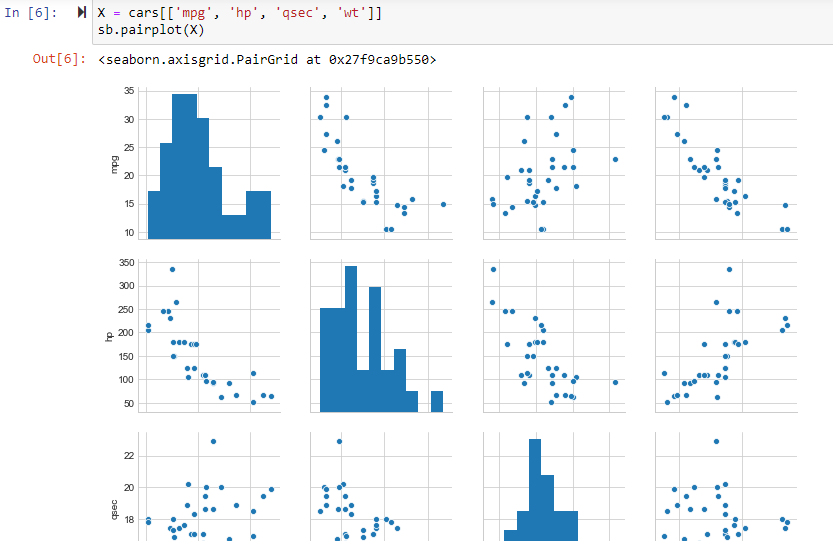 In [6]: X = cars[['mpg', 'hp', 'qsec', 'wt']]
sb.pairplot(X)
Out[6]: <seaborn.axisgrid.PairGrid at 0x27f9ca9b550>
35
30
25
20
15
10
mpg
350
300
250
200
150
100
50
hp
22
20
18
qsec